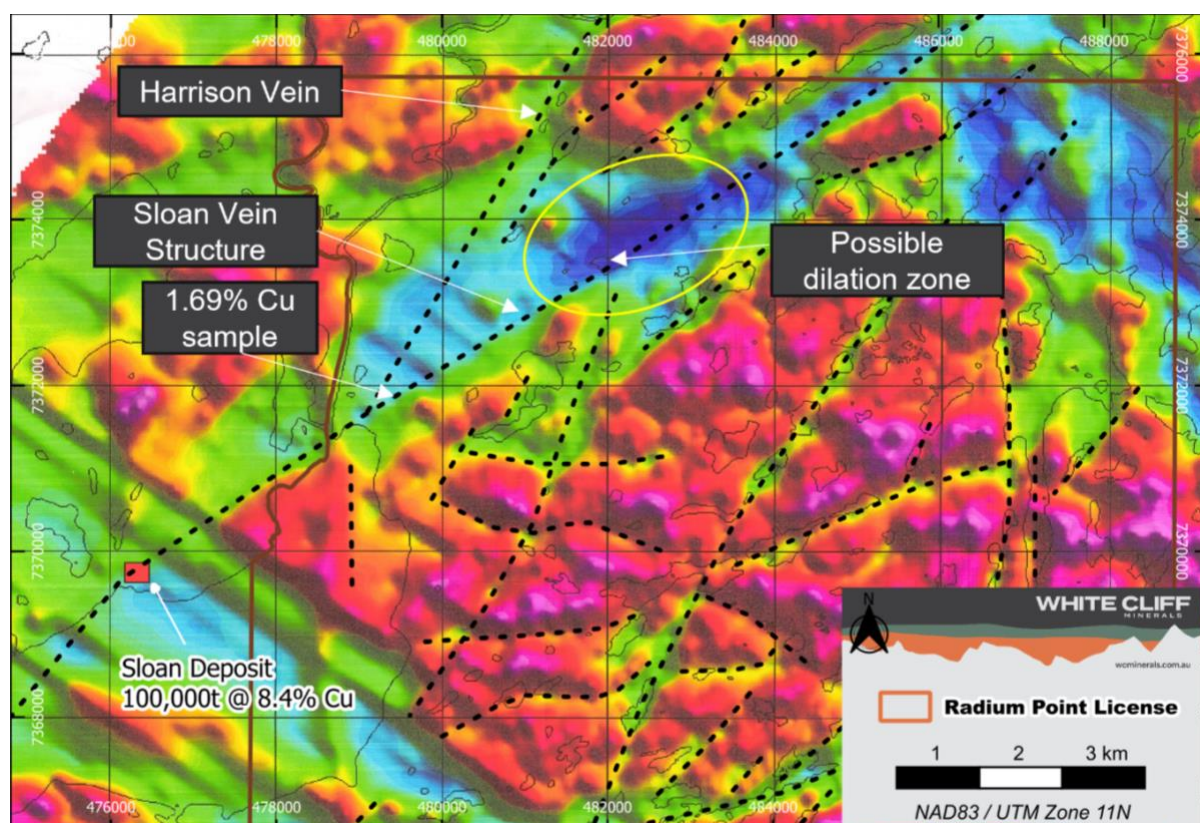 478000
480000
482000
484000
486000
488000
7376000
Harrison Vein
Sloan Vein
Structure
1.69% Cu
sample
Possible
dilation zone
7374000
7374000
7372000
7372000
7370000
7370000
Sloan Deposit
100,000t @ 8.4% Cu
7368000
476000
478000
480000
482000
484000
N
WHITE CLIFF
MINERALS
wcminerals.com.au
Radium Point License
1 2 3 km
NAD83 / UTM Zone 11N